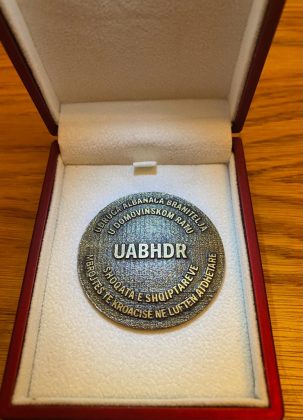 UDRUGA ALBANACA BRANITELJA
U DOMOVINSKOM RATU
UABHDR
SHOQATA E SHQIPTARËVE
MBROJTËS TË KROACISË NË LUFTËN ATDHETARE